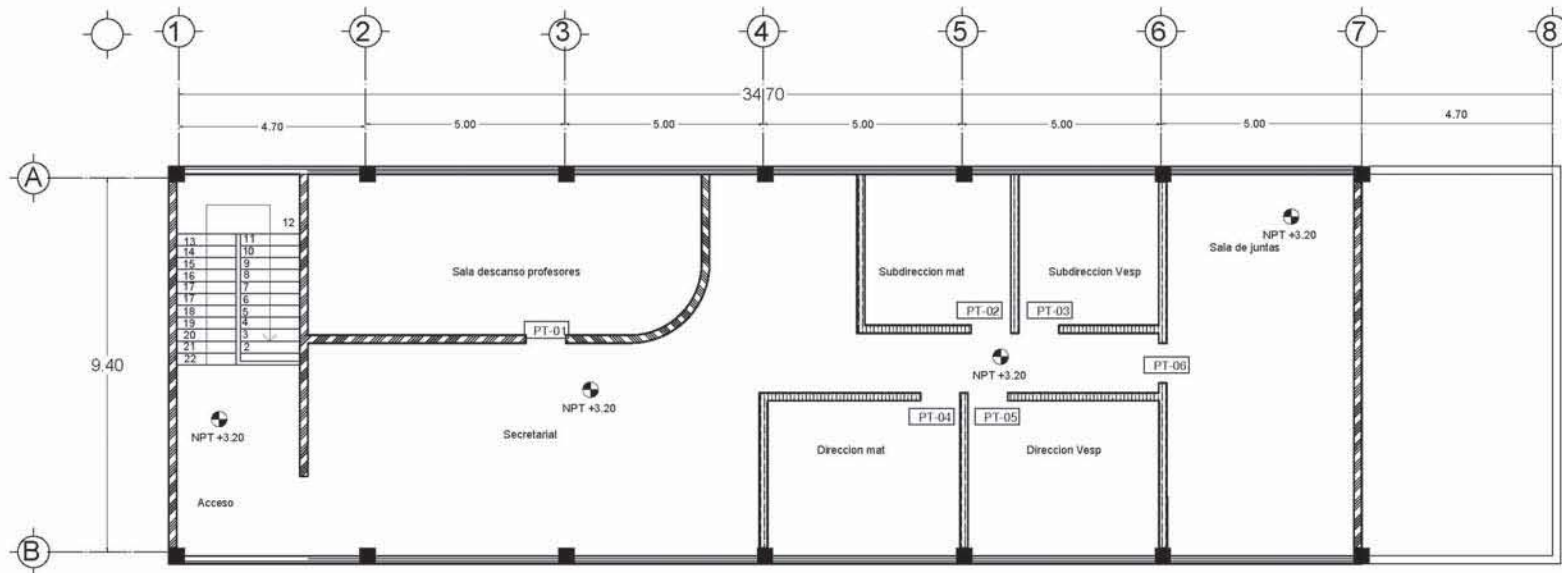 1 2 3 4 5 6 7 8
34.70
4.70 5.00 5.00 5.00 5.00 5.00 4.70
A
12
13 11
14 10
15 9
16 8
17 7
17 6
18 5
19 4
20 3
21 2
22
Sala descanso profesores
Subdireccion mat
Subdireccion Vesp
NPT +3.20
Sala de juntas
PT-01
PT-02
PT-03
9.40
NPT +3.20
PT-06
NPT +3.20
PT-04
PT-05
NPT +3.20
Secretarial
Direccion mat
Direccion Vesp
Acceso
B